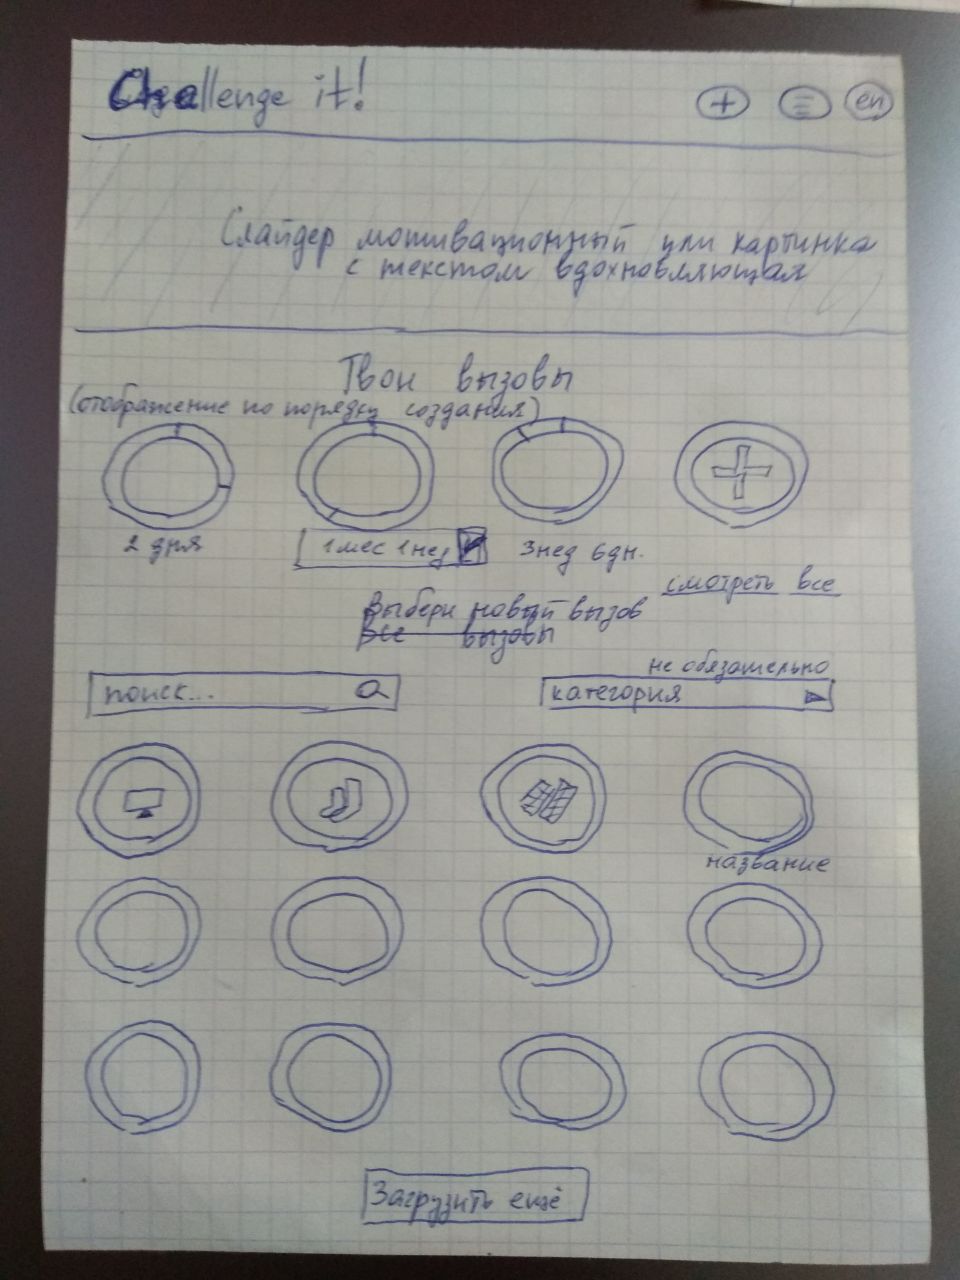 Challenge it!
en
Слайдер мотивационный или картинка
с текстом вдохновляющая
Твои вызовы
(отображение по порядку создания)
2 дня
1мес 1нед
3нед 6дн.
смотреть все
Выбери новый вызов
Все вызовы
не обязательно
поиск...
категория
название
Загрузить ещё